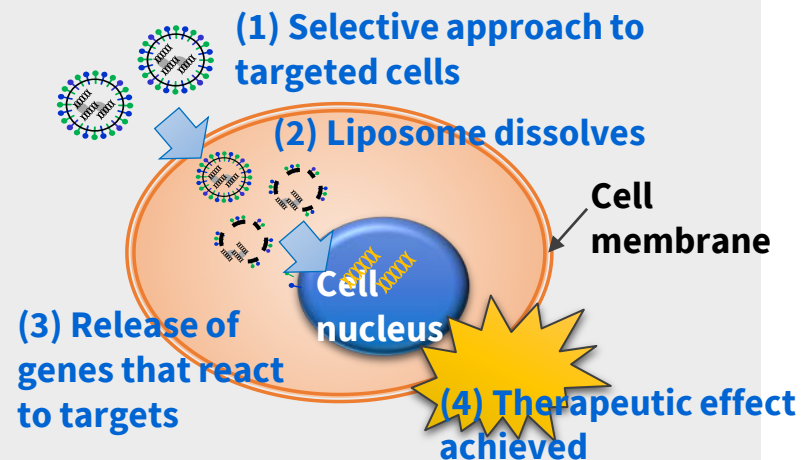 (1) Selective approach to
targeted cells
(2) Liposome dissolves
Cell
membrane
Cell
nucleus
(3) Release of
genes that react
to targets
(4) Therapeutic effect
achieved